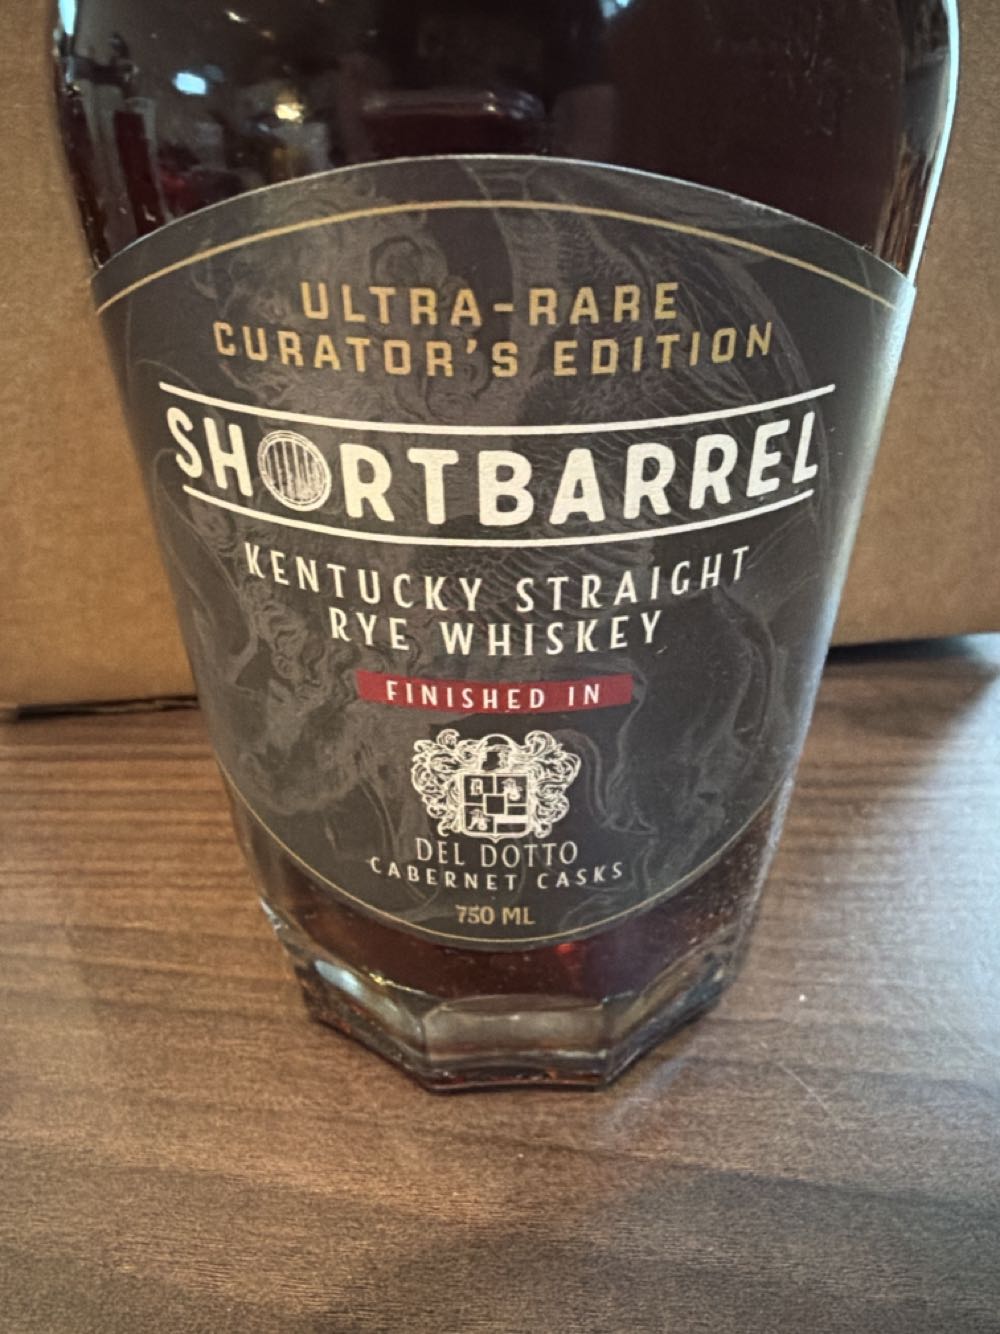 ULTRA-RARE
CURATOR'S EDITION
SHORTBARREL
KENTUCKY STRAIGHT
RYE WHISKEY
FINISHED IN
DEL DOTTO
CABERNET CASKS
750 ML